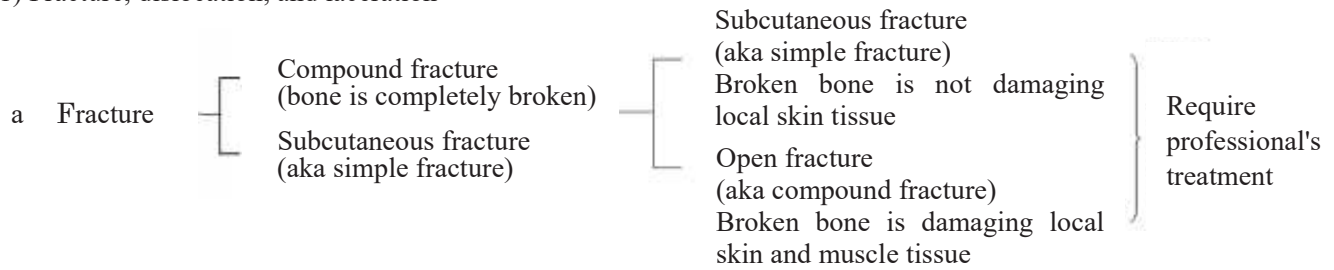 a Fracture
Compound fracture
(bone is completely broken)
Subcutaneous fracture
(aka simple fracture)
Subcutaneous fracture
(aka simple fracture)
Broken bone is not damaging
local skin tissue
Open fracture
(aka compound fracture)
Broken bone is damaging local
skin and muscle tissue
Require
professional's
treatment